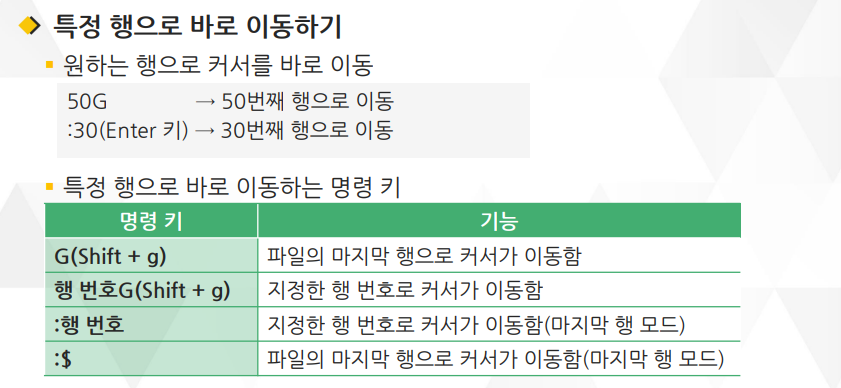 특정 행으로 바로 이동하기
원하는 행으로 커서를 바로 이동
50G → 50번째 행으로 이동
:30(Enter 키) → 30번째 행으로 이동
특정 행으로 바로 이동하는 명령 키
명령 키 기능
G(Shift + g) 파일의 마지막 행으로 커서가 이동함
행 번호G(Shift + g) 지정한 행 번호로 커서가 이동함
:행 번호 지정한 행 번호로 커서가 이동함(마지막 행 모드)
:$ 파일의 마지막 행으로 커서가 이동함(마지막 행 모드)